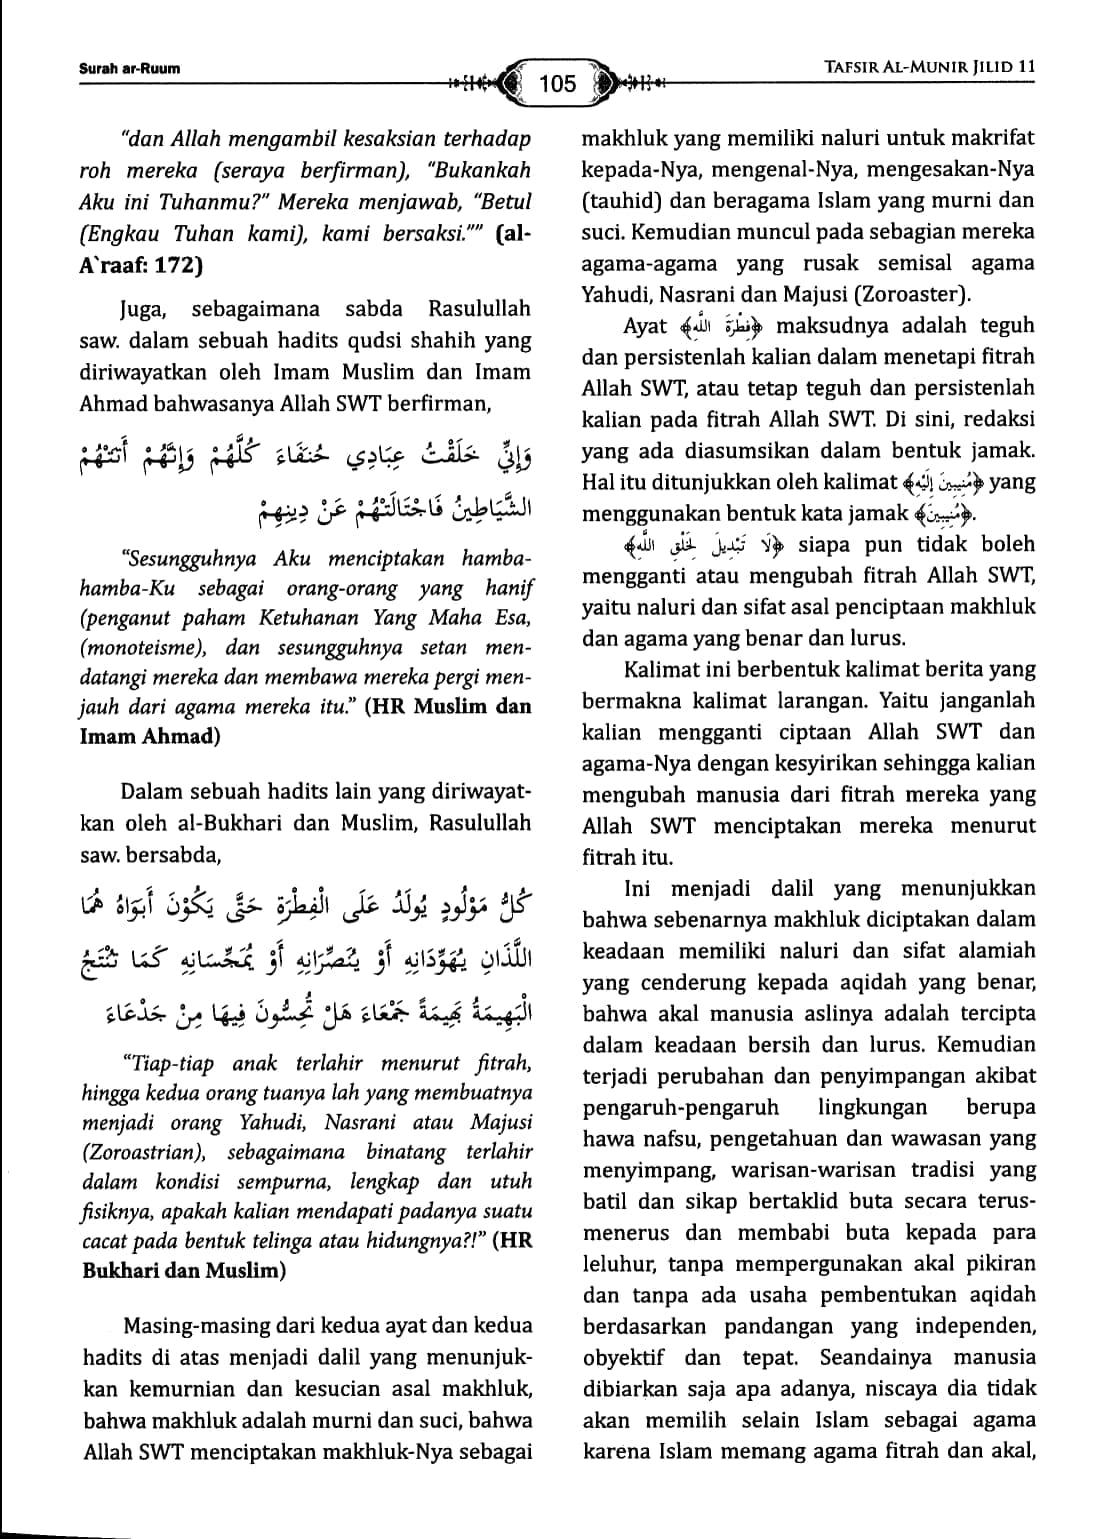 Surah ar-Ruum
105
TAFSIR AL-MUNIR JILID 11
“dan Allah mengambil kesaksian terhadap
roh mereka (seraya berfirman), “Bukankah
Aku ini Tuhanmu?” Mereka menjawab, “Betul
(Engkau Tuhan kami), kami bersaksi.”” (al-
A`raaf: 172)
Juga, sebagaimana sabda Rasulullah
saw. dalam sebuah hadits qudsi shahih yang
diriwayatkan oleh Imam Muslim dan Imam
Ahmad bahwasanya Allah SWT berfirman,
وَإِنِّي خَلَقْتُ عِبَادِي حُنَفَاءَ كُلَّهُمْ وَإِنَّهُمْ أَتَتْهُمْ
الشَّيَاطِينُ فَاجْتَالَتْهُمْ عَنْ دِينِهِمْ
“Sesungguhnya Aku menciptakan hamba-
hamba-Ku sebagai orang-orang yang hanif
(penganut paham Ketuhanan Yang Maha Esa,
(monoteisme), dan sesungguhnya setan men-
datangi mereka dan membawa mereka pergi men-
jauh dari agama mereka itu.” (HR Muslim dan
Imam Ahmad)
Dalam sebuah hadits lain yang diriwayat-
kan oleh al-Bukhari dan Muslim, Rasulullah
saw. bersabda,
كُلُّ مَوْلُودٍ يُولَدُ عَلَى الْفِطْرَةِ حَتَّى يَكُوْنَ أَبَوَاهُ هُمَا
اللَّذَانِ يُهَوِّدَانِهِ أَوْ يُنَصِّرَانِهِ أَوْ يُمَجِّسَانِهِ كَمَا تُنْتَجُ
الْبَهِيمَةُ بَهِيمَةً جَمْعَاءَ هَلْ تُحِسُّونَ فِيهَا مِنْ جَدْعَاءَ
“Tiap-tiap anak terlahir menurut fitrah,
hingga kedua orang tuanya lah yang membuatnya
menjadi orang Yahudi, Nasrani atau Majusi
(Zoroastrian), sebagaimana binatang terlahir
dalam kondisi sempurna, lengkap dan utuh
fisiknya, apakah kalian mendapati padanya suatu
cacat pada bentuk telinga atau hidungnya?!” (HR
Bukhari dan Muslim)
Masing-masing dari kedua ayat dan kedua
hadits di atas menjadi dalil yang menunjuk-
kan kemurnian dan kesucian asal makhluk,
bahwa makhluk adalah murni dan suci, bahwa
Allah SWT menciptakan makhluk-Nya sebagai
makhluk yang memiliki naluri untuk makrifat
kepada-Nya, mengenal-Nya, mengesakan-Nya
(tauhid) dan beragama Islam yang murni dan
suci. Kemudian muncul pada sebagian mereka
agama-agama yang rusak semisal agama
Yahudi, Nasrani dan Majusi (Zoroaster).
Ayat ﴿فِطْرَةَ اللَّهِ﴾ maksudnya adalah teguh
dan persistenlah kalian dalam menetapi fitrah
Allah SWT, atau tetap teguh dan persistenlah
kalian pada fitrah Allah SWT. Di sini, redaksi
yang ada diasumsikan dalam bentuk jamak.
Hal itu ditunjukkan oleh kalimat ﴿مُنِيبِينَ إِلَيْهِ﴾ yang
menggunakan bentuk kata jamak ﴿مُنِيبِينَ﴾.
﴿لَا تَبْدِيلَ لِخَلْقِ اللَّهِ﴾ siapa pun tidak boleh
mengganti atau mengubah fitrah Allah SWT,
yaitu naluri dan sifat asal penciptaan makhluk
dan agama yang benar dan lurus.
Kalimat ini berbentuk kalimat berita yang
bermakna kalimat larangan. Yaitu janganlah
kalian mengganti ciptaan Allah SWT dan
agama-Nya dengan kesyirikan sehingga kalian
mengubah manusia dari fitrah mereka yang
Allah SWT menciptakan mereka menurut
fitrah itu.
Ini menjadi dalil yang menunjukkan
bahwa sebenarnya makhluk diciptakan dalam
keadaan memiliki naluri dan sifat alamiah
yang cenderung kepada aqidah yang benar,
bahwa akal manusia aslinya adalah tercipta
dalam keadaan bersih dan lurus. Kemudian
terjadi perubahan dan penyimpangan akibat
pengaruh-pengaruh lingkungan berupa
hawa nafsu, pengetahuan dan wawasan yang
menyimpang, warisan-warisan tradisi yang
batil dan sikap bertaklid buta secara terus-
menerus dan membabi buta kepada para
leluhur, tanpa mempergunakan akal pikiran
dan tanpa ada usaha pembentukan aqidah
berdasarkan pandangan yang independen,
obyektif dan tepat. Seandainya manusia
dibiarkan saja apa adanya, niscaya dia tidak
akan memilih selain Islam sebagai agama
karena Islam memang agama fitrah dan akal,